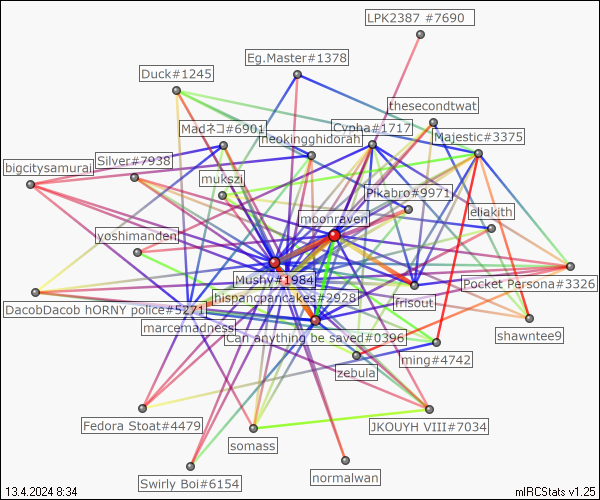 LPK2387 #7690
Eg.Master#1378
Duck#1245
thesecondtwat
Madネコ#6901
Cypha#1717
neokingghidorah
Majestic#3375
bigcitysamurai
Silver#7938
mukszi
Pikabro#9971
moonraven
eliakith
yoshimanden
Mushy#1984
Pocket Persona#3326
hispancpancakes#2928
frisout
DacobDacob hORNY police#5271
marcemadness
Can anything be saved#0396
shawntee9
ming#4742
zebula
Fedora Stoat#4479
JKOUYH VIII#7034
somass
normalwan
Swirly Boi#6154
13.4.2024 8:34
mIRCStats v1.25